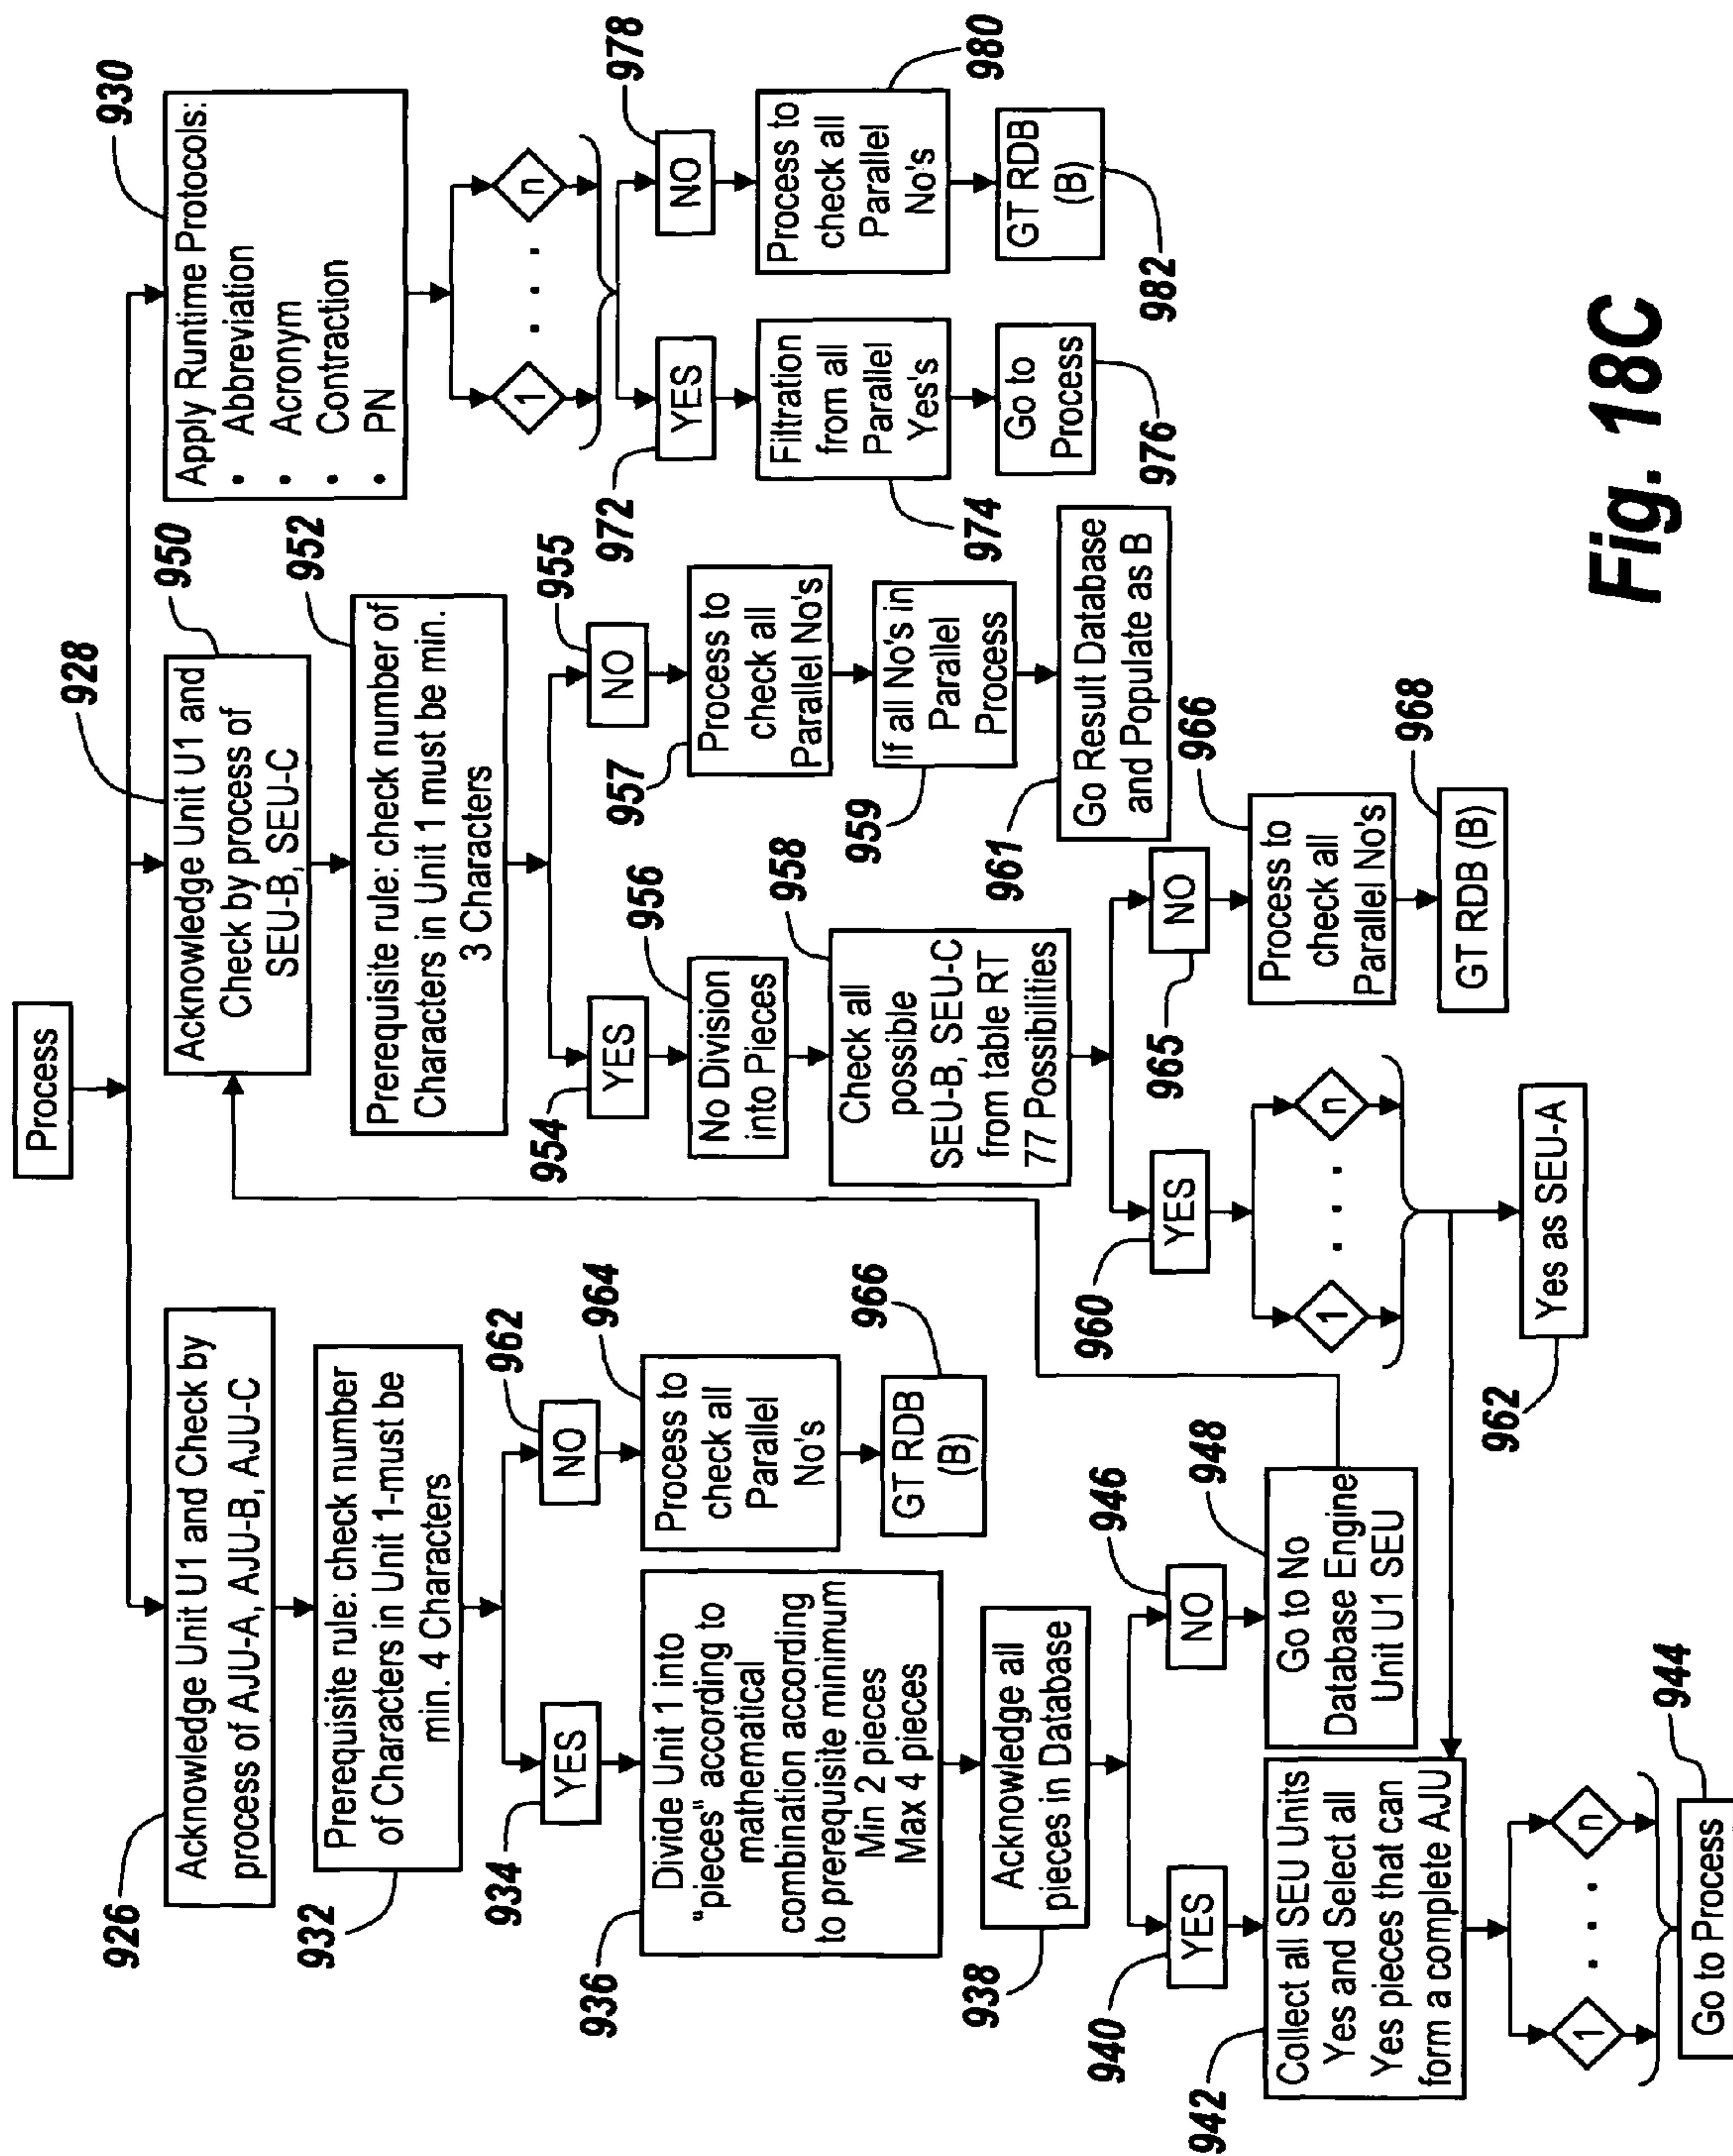 Process
926
Acknowledge Unit U1 and Check by
process of AJU-A, AJU-B, AJU-C
932
Prerequisite rule: check number
of Characters in Unit 1-must be
min. 4 Characters
934
YES
962
NO
936
Divide Unit 1 into
"pieces" according to
mathematical
combination according
to prerequisite minimum
Min 2 pieces
Max 4 pieces
964
Process to
check all
Parallel
No's
966
GT RDB
(B)
938
Acknowledge all
pieces in Database
940
YES
946
NO
942
Collect all SEU Units
Yes and Select all
Yes pieces that can
form a complete AJU
948
Go to No
Database Engine
Unit U1 SEU
1 . . . n
944
Go to Process
928
950
Acknowledge Unit U1 and
Check by process of
SEU-B, SEU-C
952
Prerequisite rule: check number of
Characters in Unit 1 must be min.
3 Characters
954
YES
955
NO
956
No Division
into Pieces
957
Process to
check all
Parallel No's
958
Check all
possible
SEU-B, SEU-C
from table RT
77 Possibilities
959
If all No's in
Parallel
Process
961
Go Result Database
and Populate as B
960
YES
965
NO
966
Process to
check all
Parallel No's
968
GT RDB (B)
1 . . . n
962
Yes as SEU-A
930
Apply Runtime Protocols:
• Abbreviation
• Acronym
• Contraction
• PN
1 . . . n
972
YES
978
NO
974
Filtration
from all
Parallel
Yes's
980
Process to
check all
Parallel
No's
976
Go to
Process
982
GT RDB
(B)
Fig. 18C